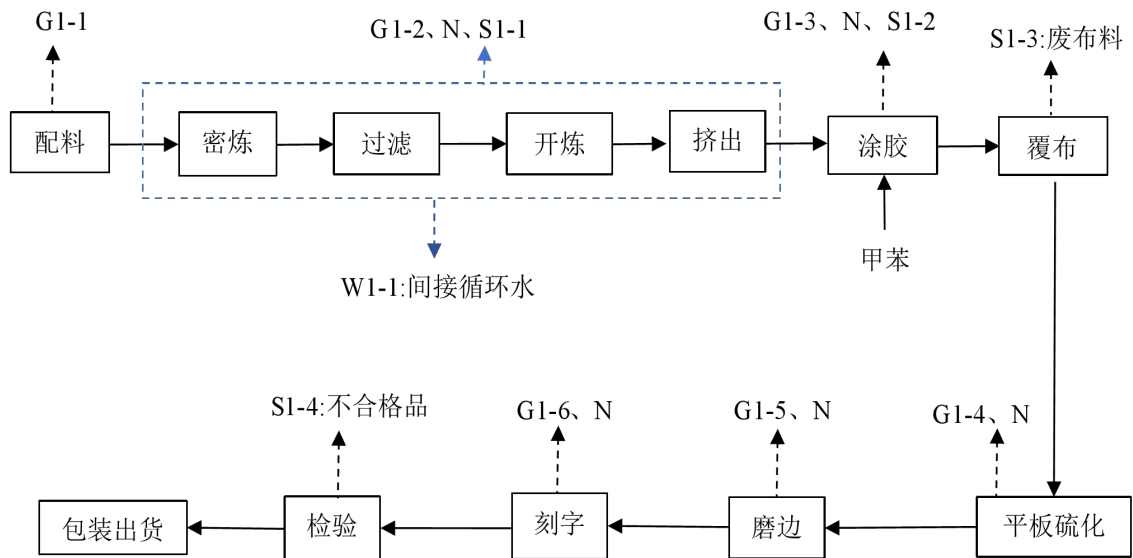 G1-1
G1-2、N、S1-1
G1-3、N、S1-2
S1-3:废布料
配料
密炼
过滤
开炼
挤出
涂胶
覆布
甲苯
W1-1:间接循环水
S1-4:不合格品
G1-6、N
G1-5、N
G1-4、N
包装出货
检验
刻字
磨边
平板硫化